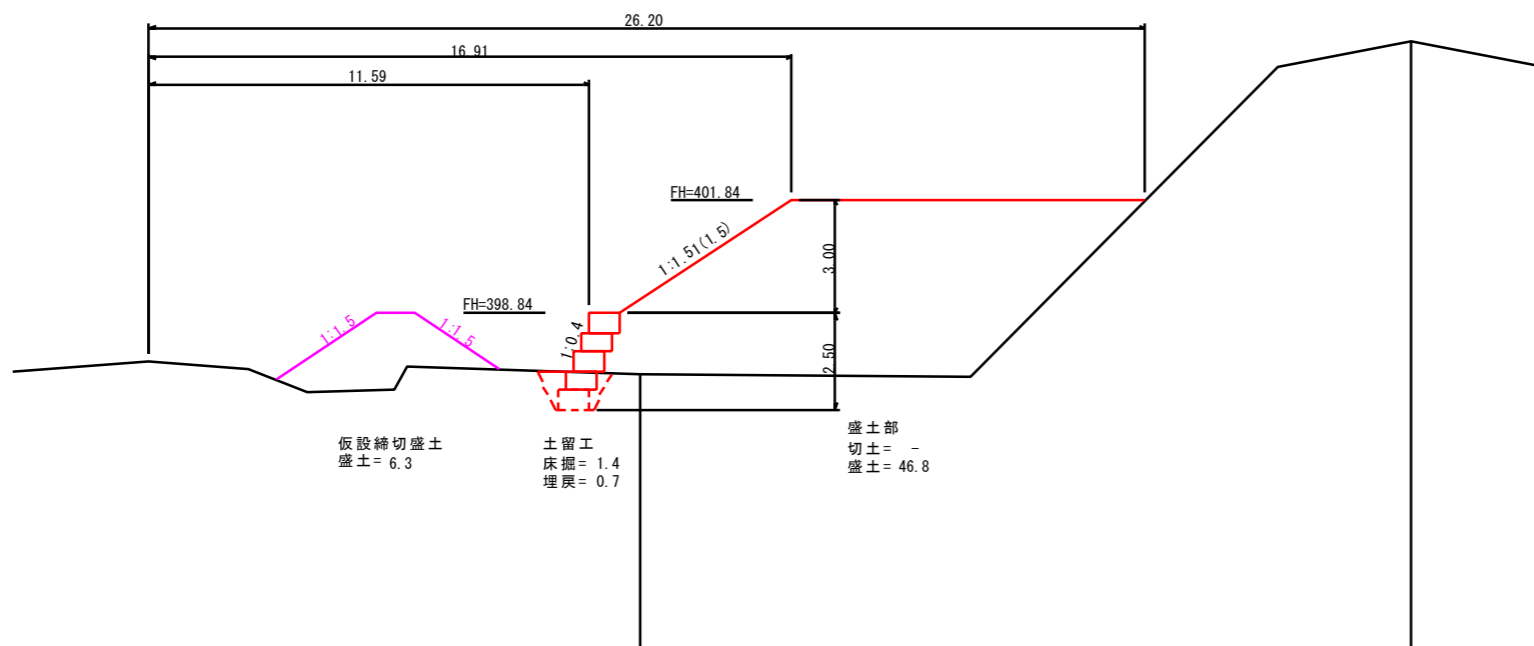 26.20
16.91
11.59
FH=401.84
1:1.51(1.5)
3.00
FH=398.84
1:1.5
1:1.5
1:0.4
2.50
仮設締切盛土
盛土= 6.3
土留工
床掘= 1.4
埋戻= 0.7
盛土部
切土= -
盛土= 46.8